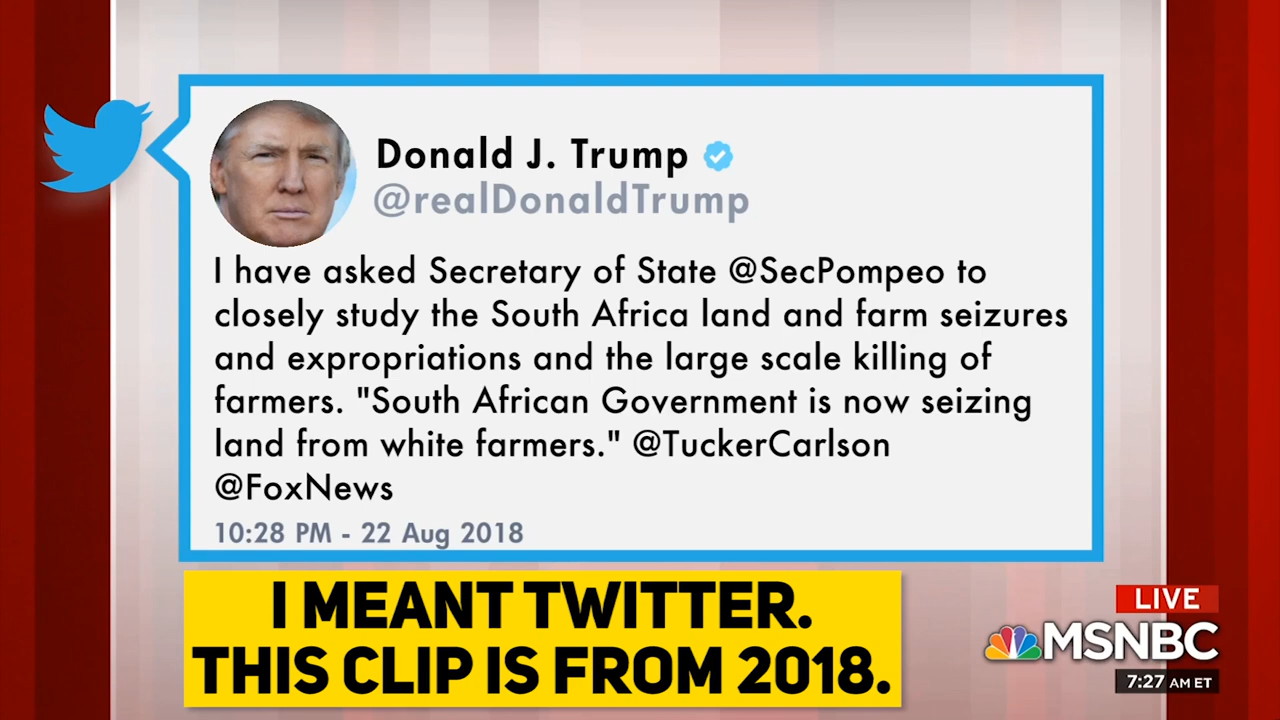 Donald J. Trump
@realDonaldTrump
I have asked Secretary of State @SecPompeo to
closely study the South Africa land and farm seizures
and expropriations and the large scale killing of
farmers. "South African Government is now seizing
land from white farmers." @TuckerCarlson
@FoxNews
10:28 PM - 22 Aug 2018
I MEANT TWITTER.
THIS CLIP IS FROM 2018.
LIVE
MSNBC
7:27 AM ET